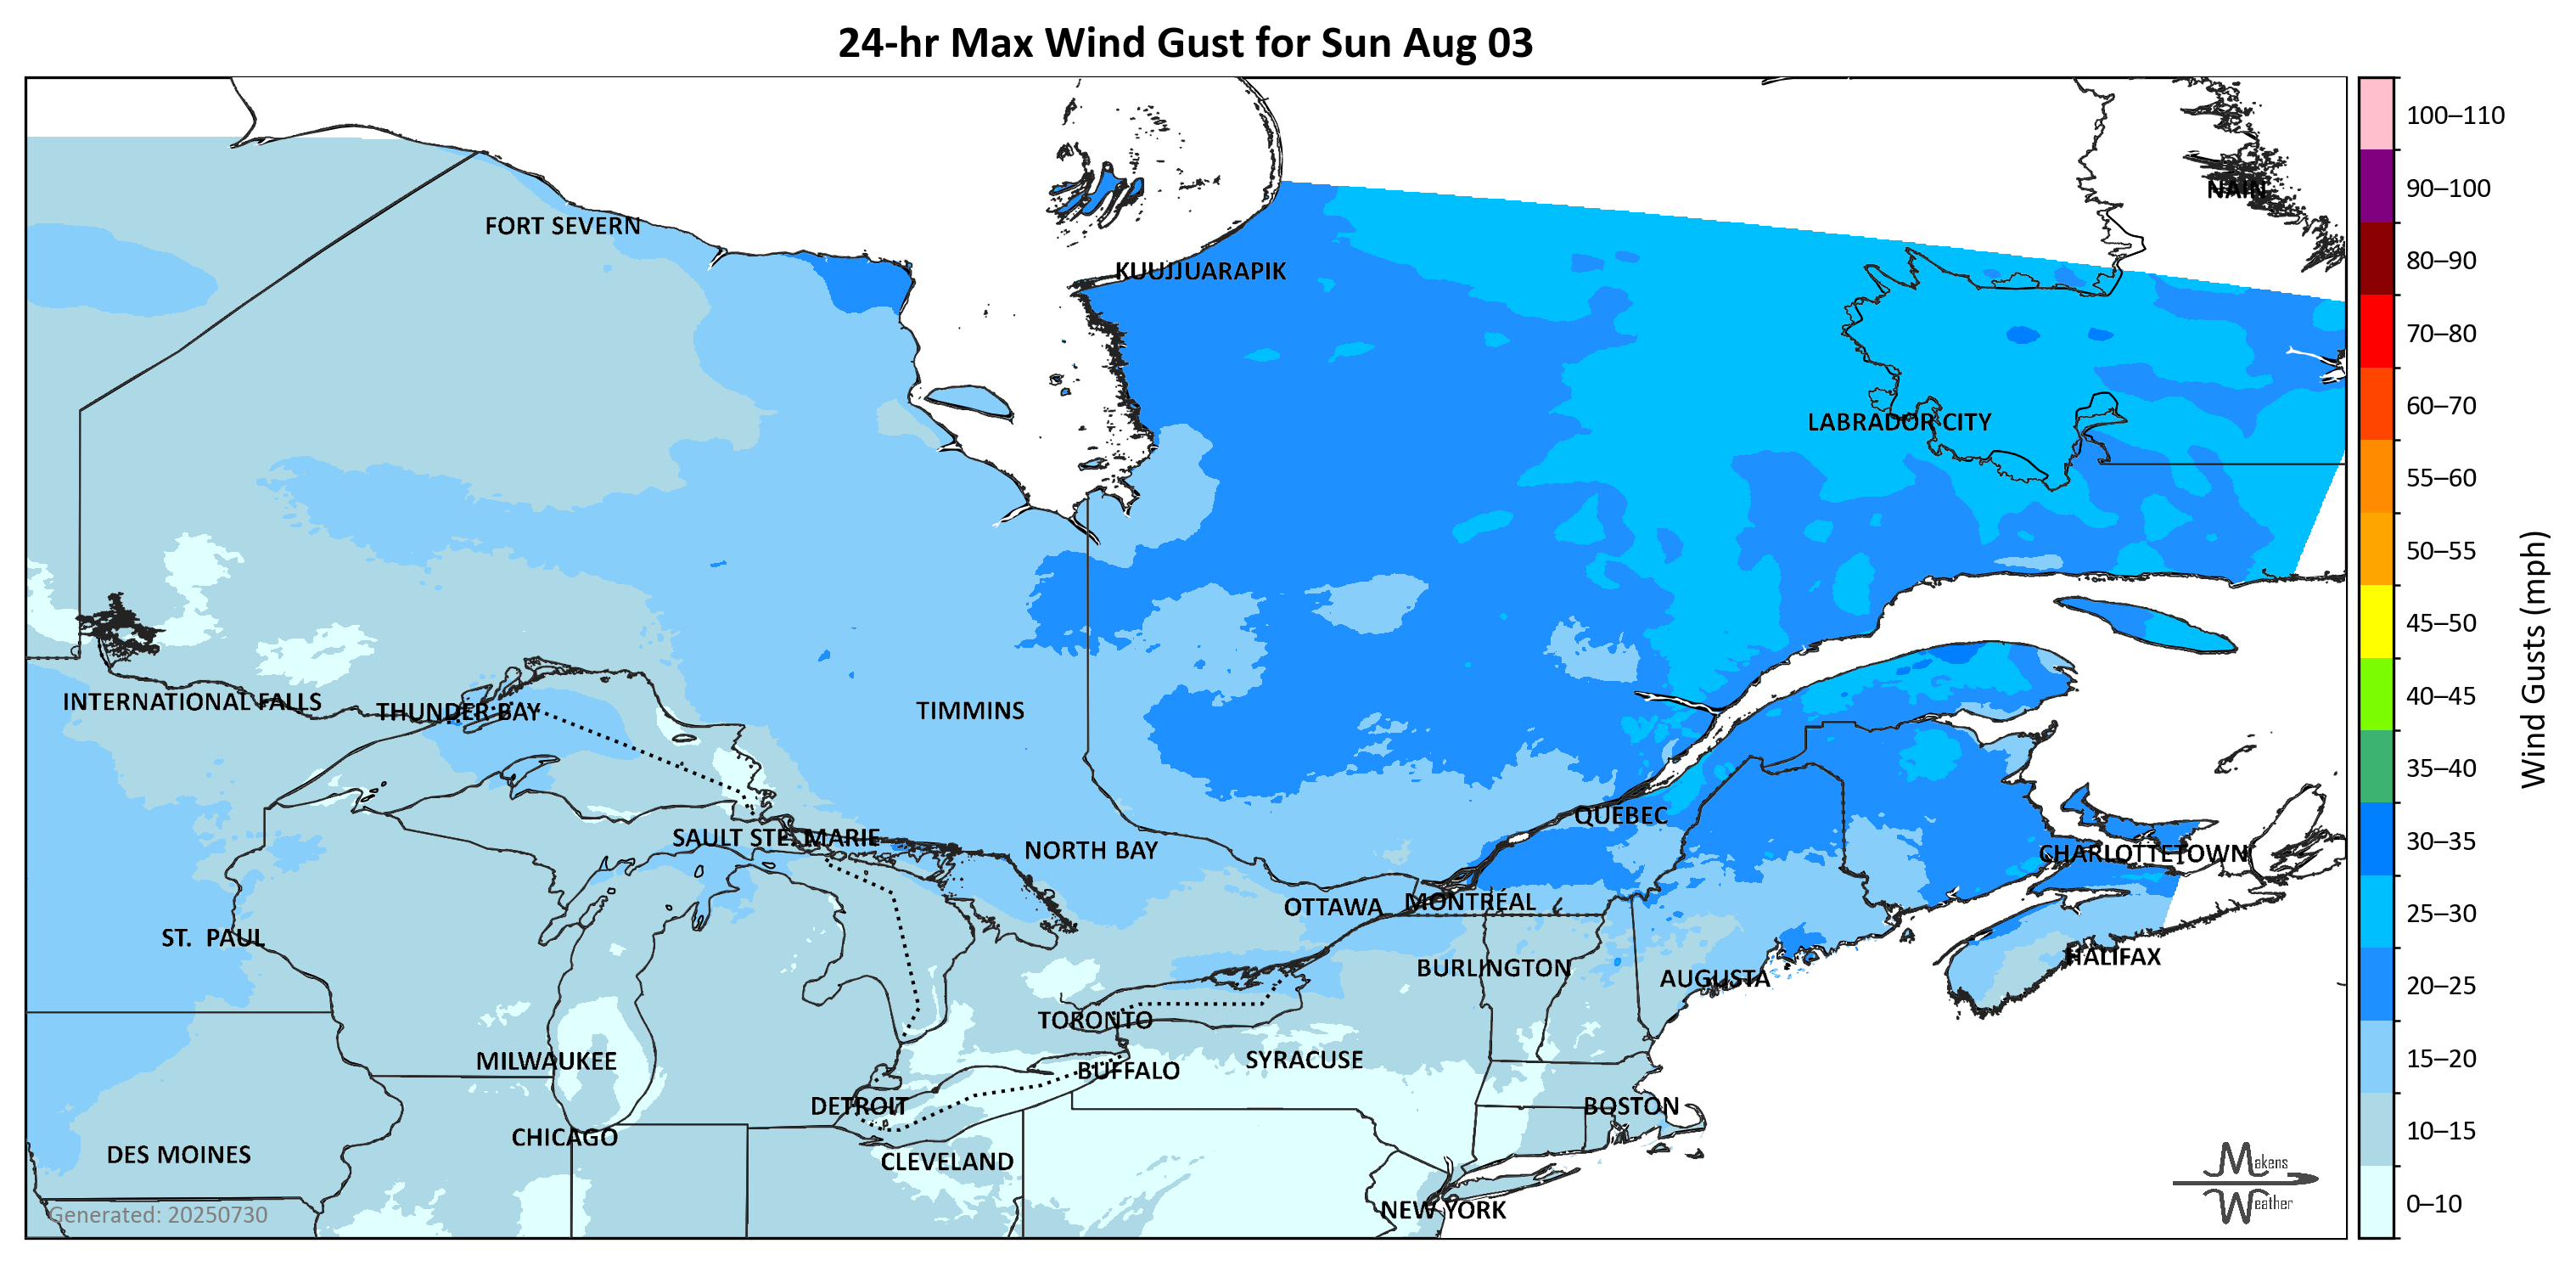 24-hr Max Wind Gust for Sun Aug 03
100–110
90–100
80–90
70–80
60–70
55–60
50–55
45–50
40–45
35–40
30–35
25–30
20–25
15–20
10–15
0–10
Wind Gusts (mph)
NAIN
FORT SEVERN
KUUJJUARAPIK
LABRADOR CITY
INTERNATIONAL FALLS
THUNDER BAY
TIMMINS
QUEBEC
SAULT STE. MARIE
NORTH BAY
CHARLOTTETOWN
OTTAWA
MONTRÉAL
ST. PAUL
HALIFAX
BURLINGTON
AUGUSTA
TORONTO
MILWAUKEE
SYRACUSE
BUFFALO
DETROIT
BOSTON
CHICAGO
DES MOINES
CLEVELAND
NEW YORK
Generated: 20250730
Makens
Weather